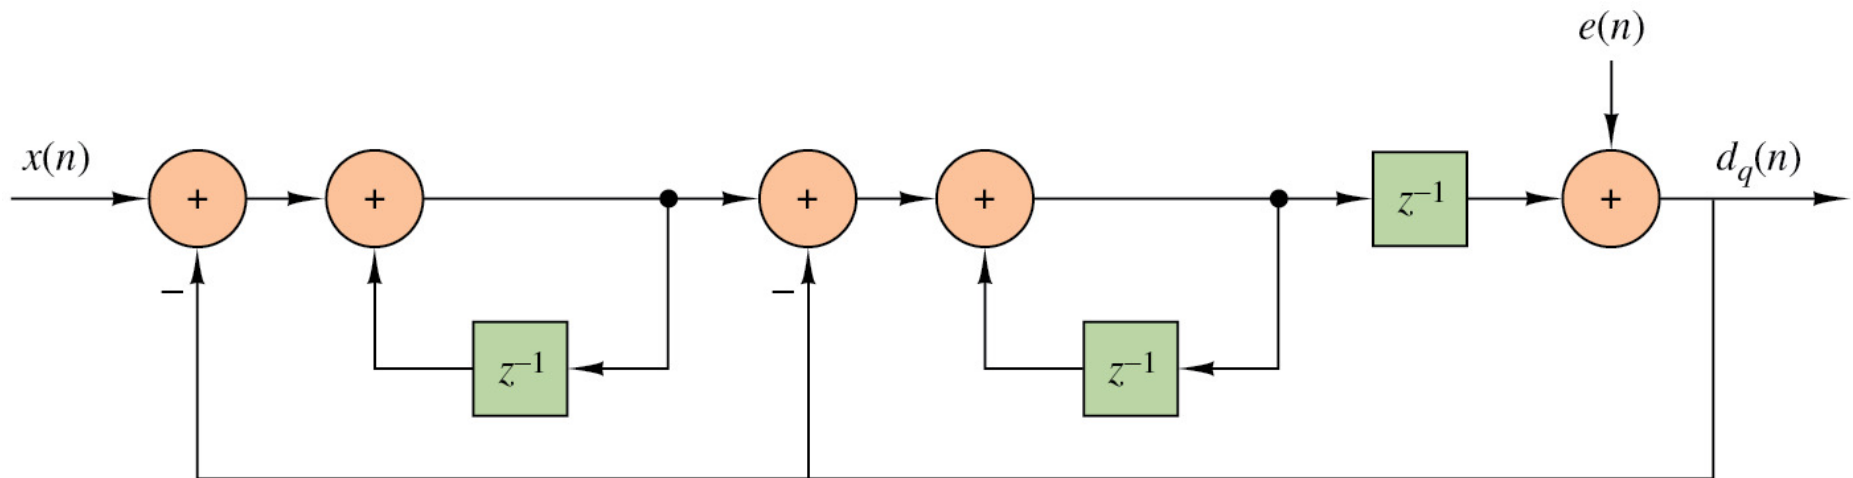 e(n)
x(n)
+
+
+
+
z⁻¹
+
d_q(n)
−
−
z⁻¹
z⁻¹